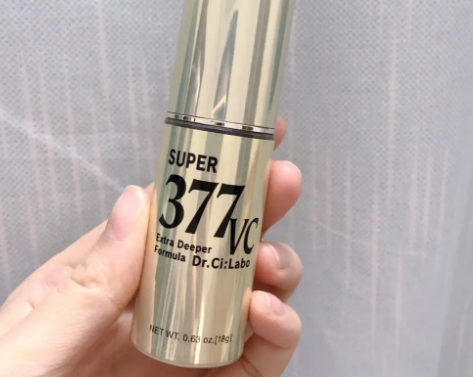 SUPER
377VC
Extra Deeper
Formula Dr.Ci:Labo
NET WT. 0.63 oz.[18g]